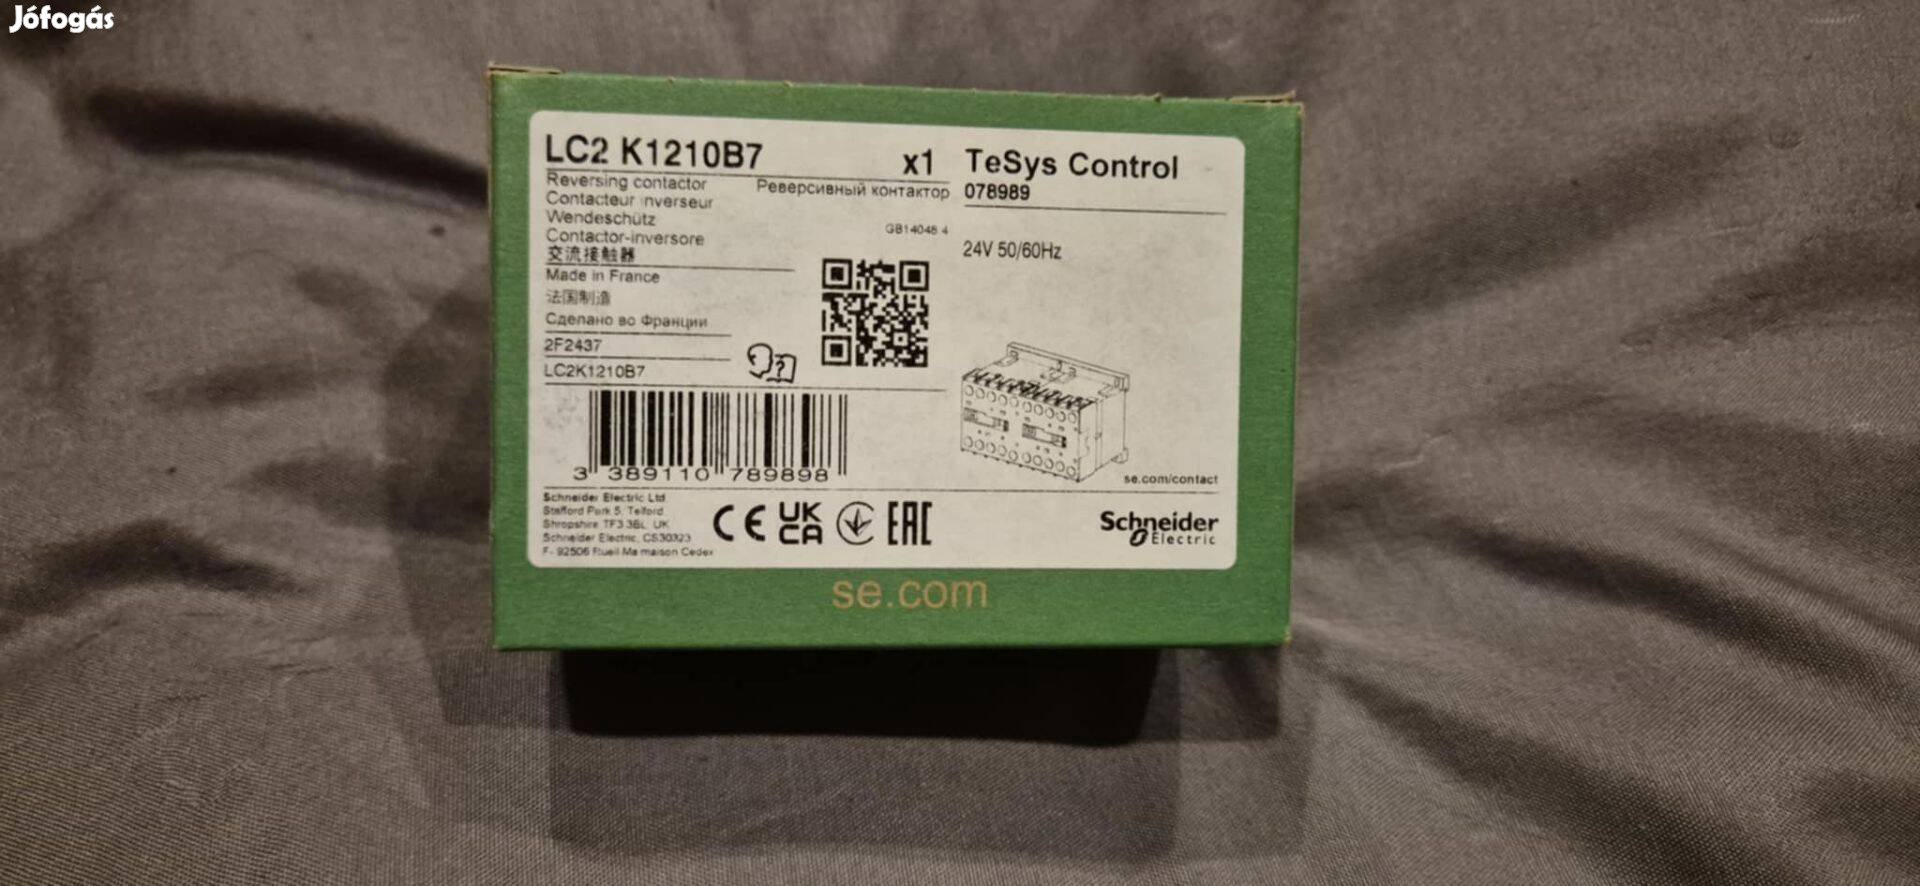 Jófogás
LC2 K1210B7
x1
TeSys Control
Reversing contactor
Реверсивный контактор
078989
Contacteur inverseur
Wendeschütz
GB14048 4
Contactor-inversore
24V 50/60Hz
交流接触器
Made in France
法国制造
Сделано во Франции
2F2437
LC2K1210B7
3 389110 789898
se.com/contact
Schneider Electric Ltd
Stafford Park 5, Telford
Shropshire TF3 3BL, UK
Schneider Electric, CS30323
F- 92506 Rueil Malmaison Cedex
CE
UK
CA
EAC
Schneider
Electric
se.com